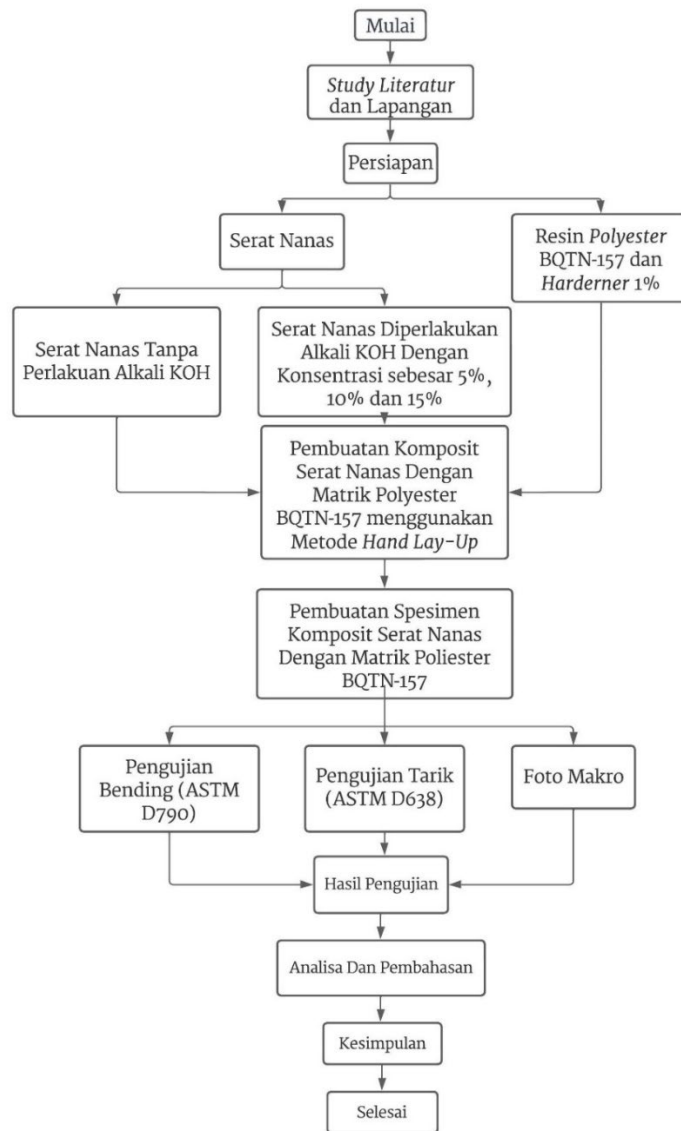 Mulai
Study Literatur
dan Lapangan
Persiapan
Serat Nanas
Resin Polyester
BQTN-157 dan
Harderner 1%
Serat Nanas Tanpa
Perlakuan Alkali KOH
Serat Nanas Diperlakukan
Alkali KOH Dengan
Konsentrasi sebesar 5%,
10% dan 15%
Pembuatan Komposit
Serat Nanas Dengan
Matrik Polyester
BQTN-157 menggunakan
Metode Hand Lay-Up
Pembuatan Spesimen
Komposit Serat Nanas
Dengan Matrik Poliester
BQTN-157
Pengujian
Bending (ASTM
D790)
Pengujian Tarik
(ASTM D638)
Foto Makro
Hasil Pengujian
Analisa Dan Pembahasan
Kesimpulan
Selesai